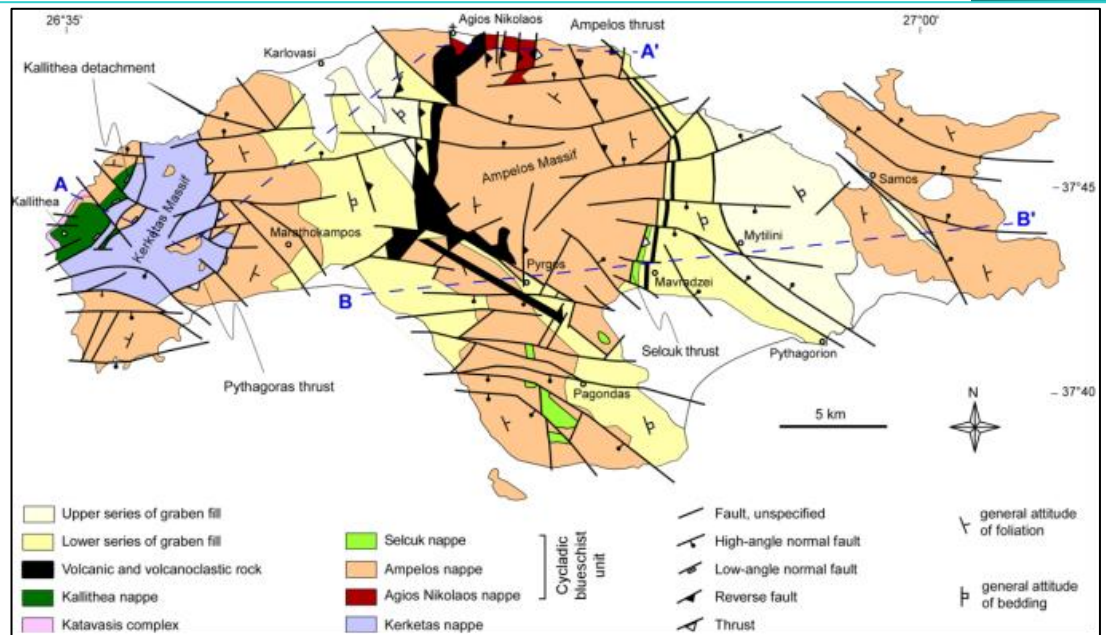 26°35'
Agios Nikolaos
Ampelos thrust
27°00'
Karlovasi
A'
Kallithea detachment
Ampelos Massif
Samos
37°45'
A
Kallithea
Kerketas Massif
B'
Marathokampos
Mytilini
Pyrgos
Mavradzei
B
Selcuk thrust
Pythagorion
Pythagoras thrust
Pagondas
37°40'
5 km
N
Upper series of graben fill
Lower series of graben fill
Volcanic and volcanoclastic rock
Kallithea nappe
Katavasis complex
Selcuk nappe
Ampelos nappe
Agios Nikolaos nappe
Kerketas nappe
Cycladic
blueschist
unit
Fault, unspecified
High-angle normal fault
Low-angle normal fault
Reverse fault
Thrust
general attitude
of foliation
general attitude
of bedding